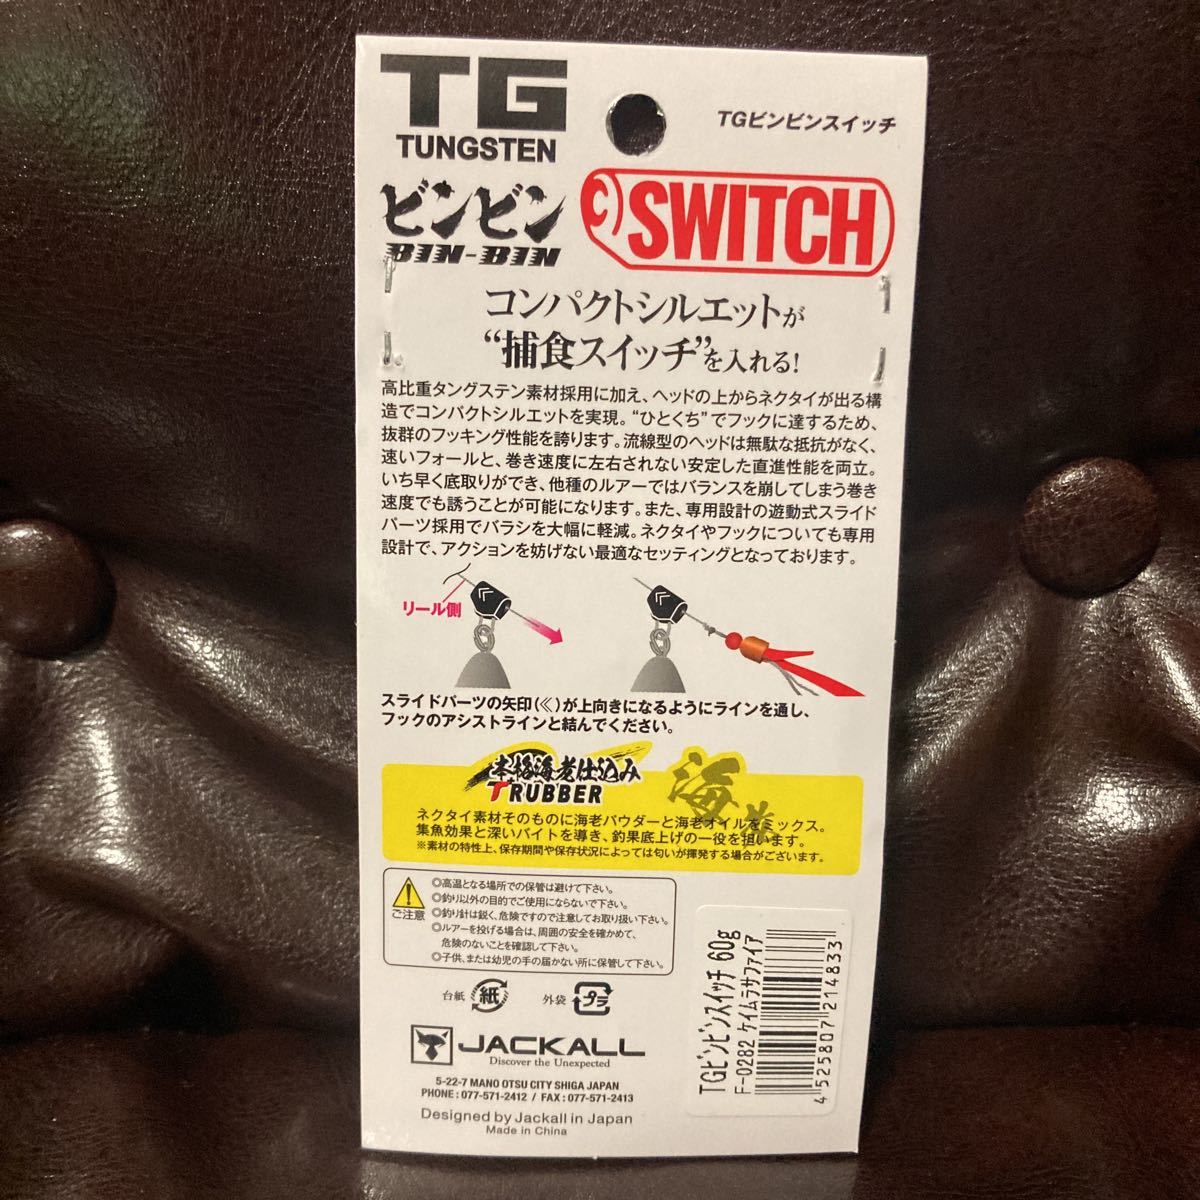 TG
TUNGSTEN
TGビンビンスイッチ
ビンビン
BIN-BIN
SWITCH
コンパクトシルエットが
“捕食スイッチ”を入れる!
高比重タングステン素材採用に加え、ヘッドの上からネクタイが出る構
造でコンパクトシルエットを実現。“ひとくち”でフックに達するため、
抜群のフッキング性能を誇ります。流線型のヘッドは無駄な抵抗がなく、
速いフォールと、巻き速度に左右されない安定した直進性能を両立。
いち早く底取りができ、他種のルアーではバランスを崩してしまう巻き
速度でも誘うことが可能になります。また、専用設計の遊動式スライド
パーツ採用でバラシを大幅に軽減。ネクタイやフックについても専用
設計で、アクションを妨げない最適なセッティングとなっております。
リール側
スライドパーツの矢印(≪)が上向きになるようにラインを通し、
フックのアシストラインと結んでください。
本格海老仕込み
T+RUBBER
海老
ネクタイ素材そのものに海老パウダーと海老オイルをミックス。
集魚効果と深いバイトを導き、釣果底上げの一役を担います。
※素材の特性上、保存期間や保存状況によっては匂いが揮発する場合がございます。
ご注意
◎高温となる場所での保管は避けて下さい。
◎釣り以外の目的でご使用にならないで下さい。
◎釣り針は鋭く、危険ですので注意してお取り扱い下さい。
◎ルアーを投げる場合は、周囲の安全を確かめて、
危険のないことを確認して下さい。
◎子供、または幼児の手の届かない所に保管して下さい。
台紙 紙 外袋 プラ
JACKALL
Discover the Unexpected
5-22-7 MANO OTSU CITY SHIGA JAPAN
PHONE : 077-571-2412 / FAX : 077-571-2413
Designed by Jackall in Japan
Made in China
TGビンビンスイッチ 60g
F-0282 ケイムラサファイア
4 525807 214833